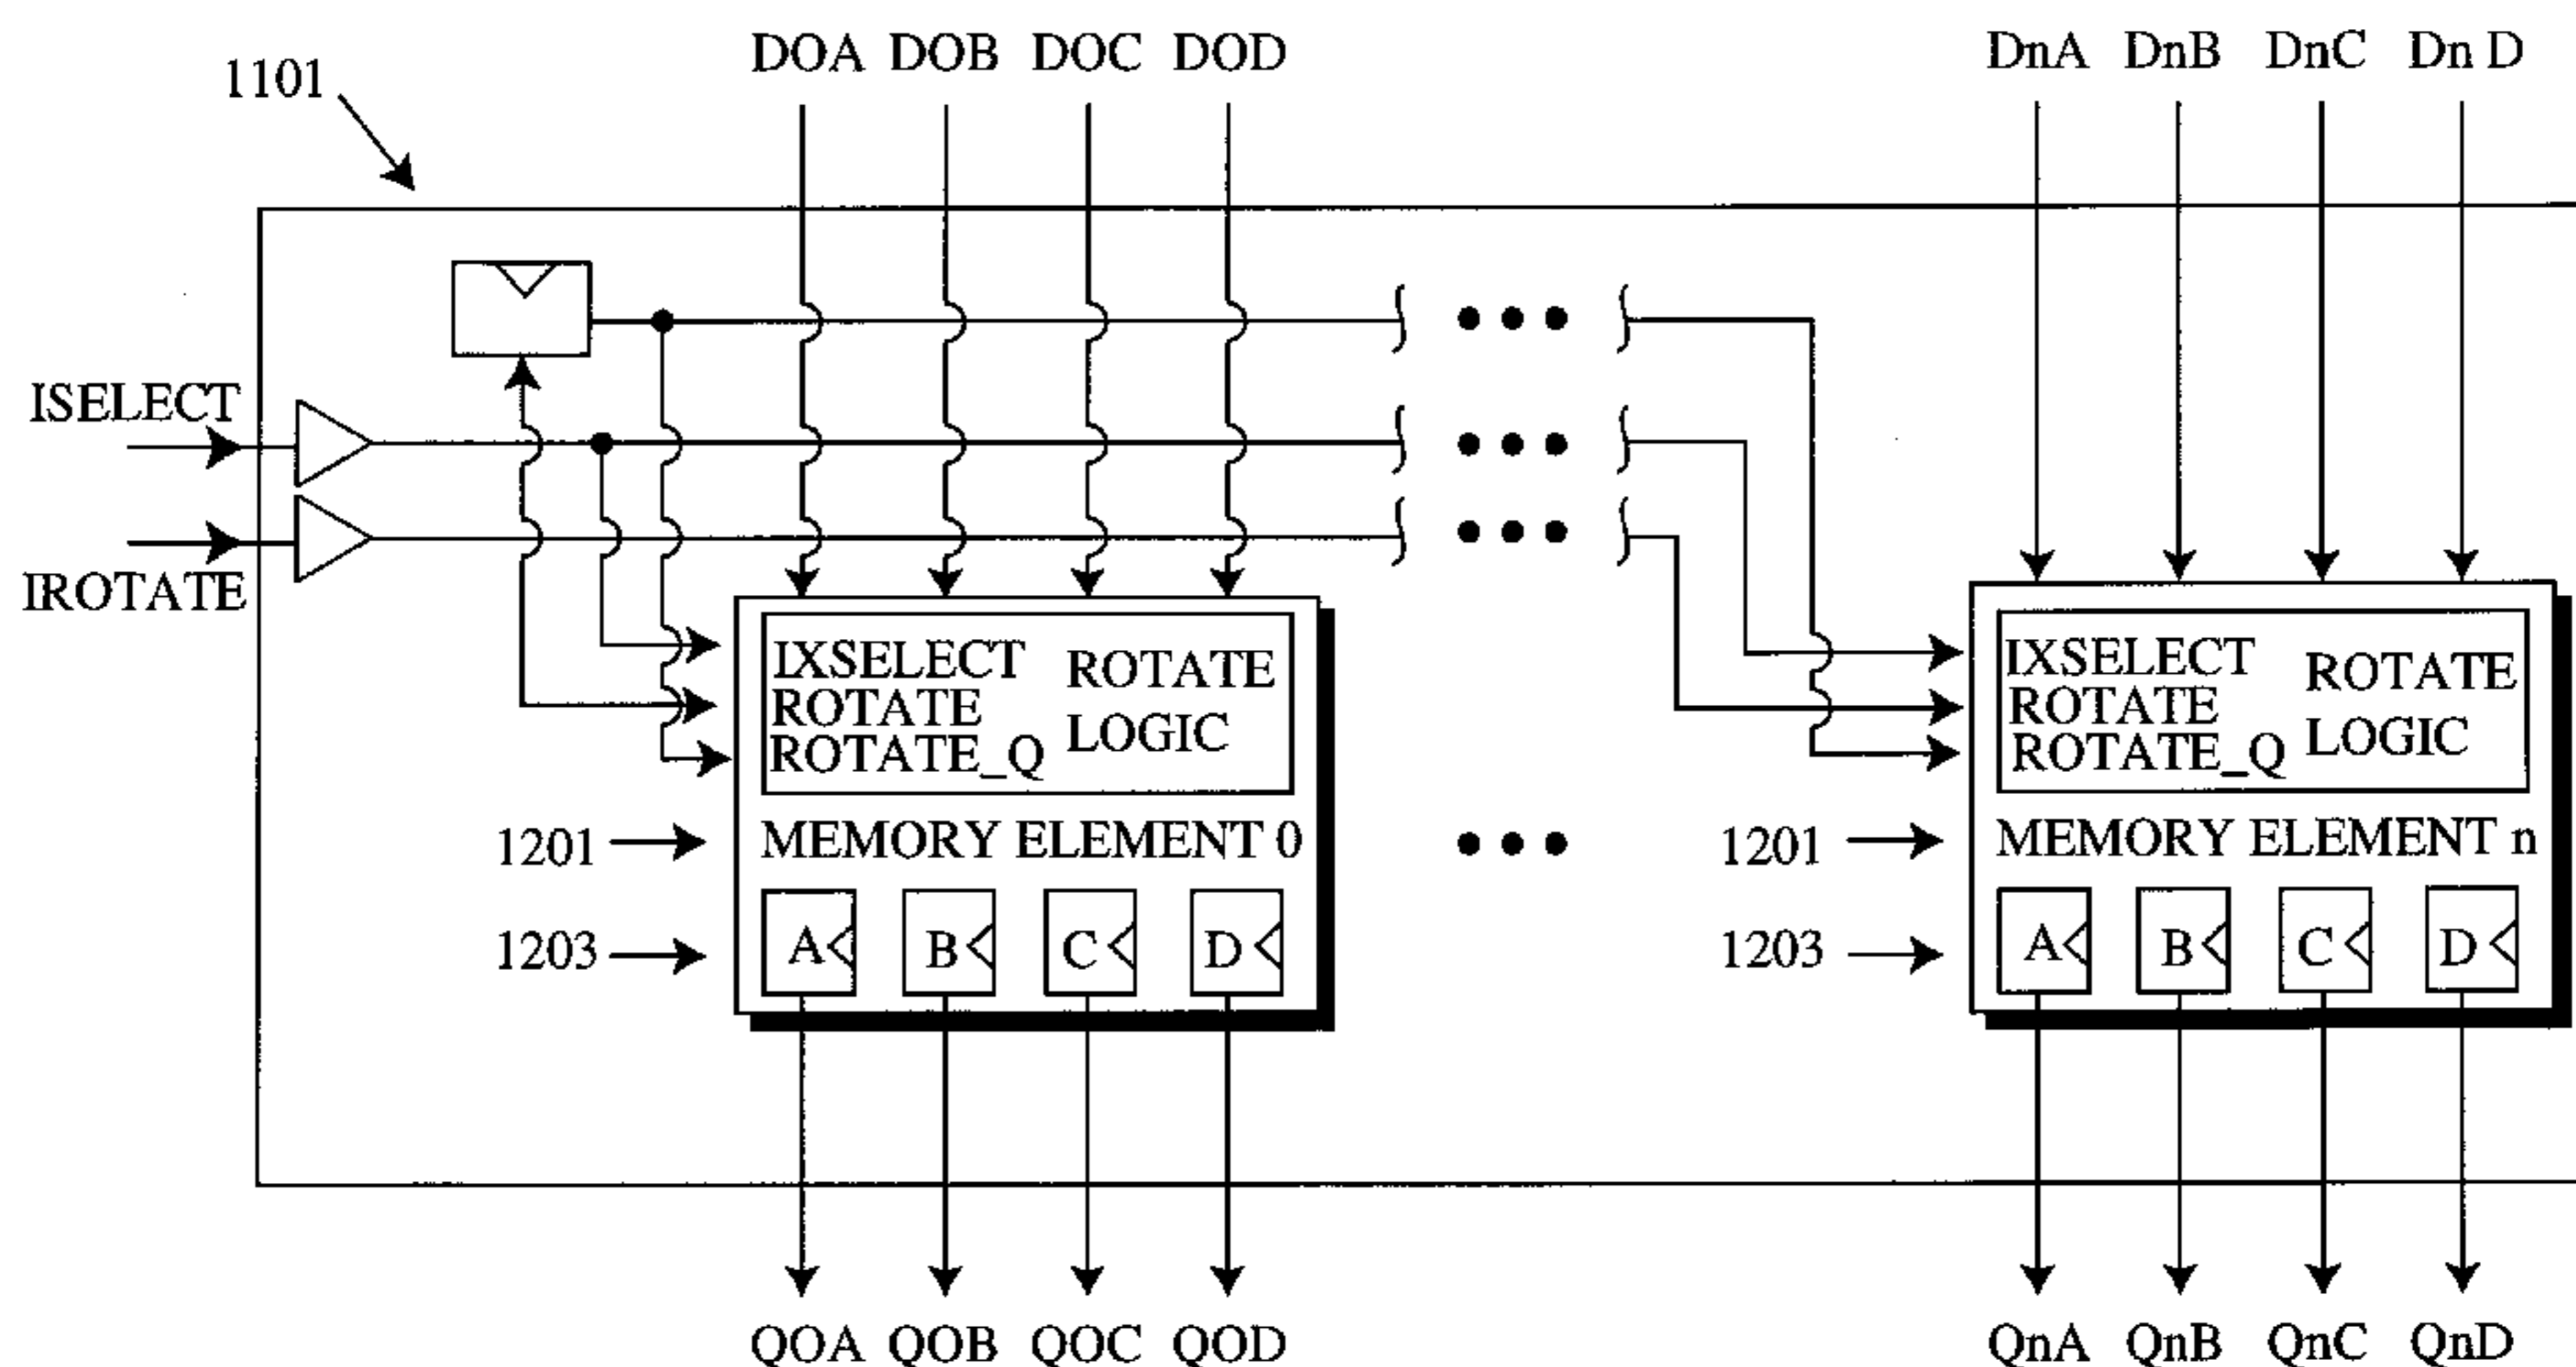 1101
DOA DOB DOC DOD
DnA DnB DnC Dn D
ISELECT
IROTATE
IXSELECT
ROTATE
ROTATE_Q
ROTATE
LOGIC
IXSELECT
ROTATE
ROTATE_Q
ROTATE
LOGIC
1201
MEMORY ELEMENT 0
1201
MEMORY ELEMENT n
1203
A B C D
1203
A B C D
QOA QOB QOC QOD
QnA QnB QnC QnD